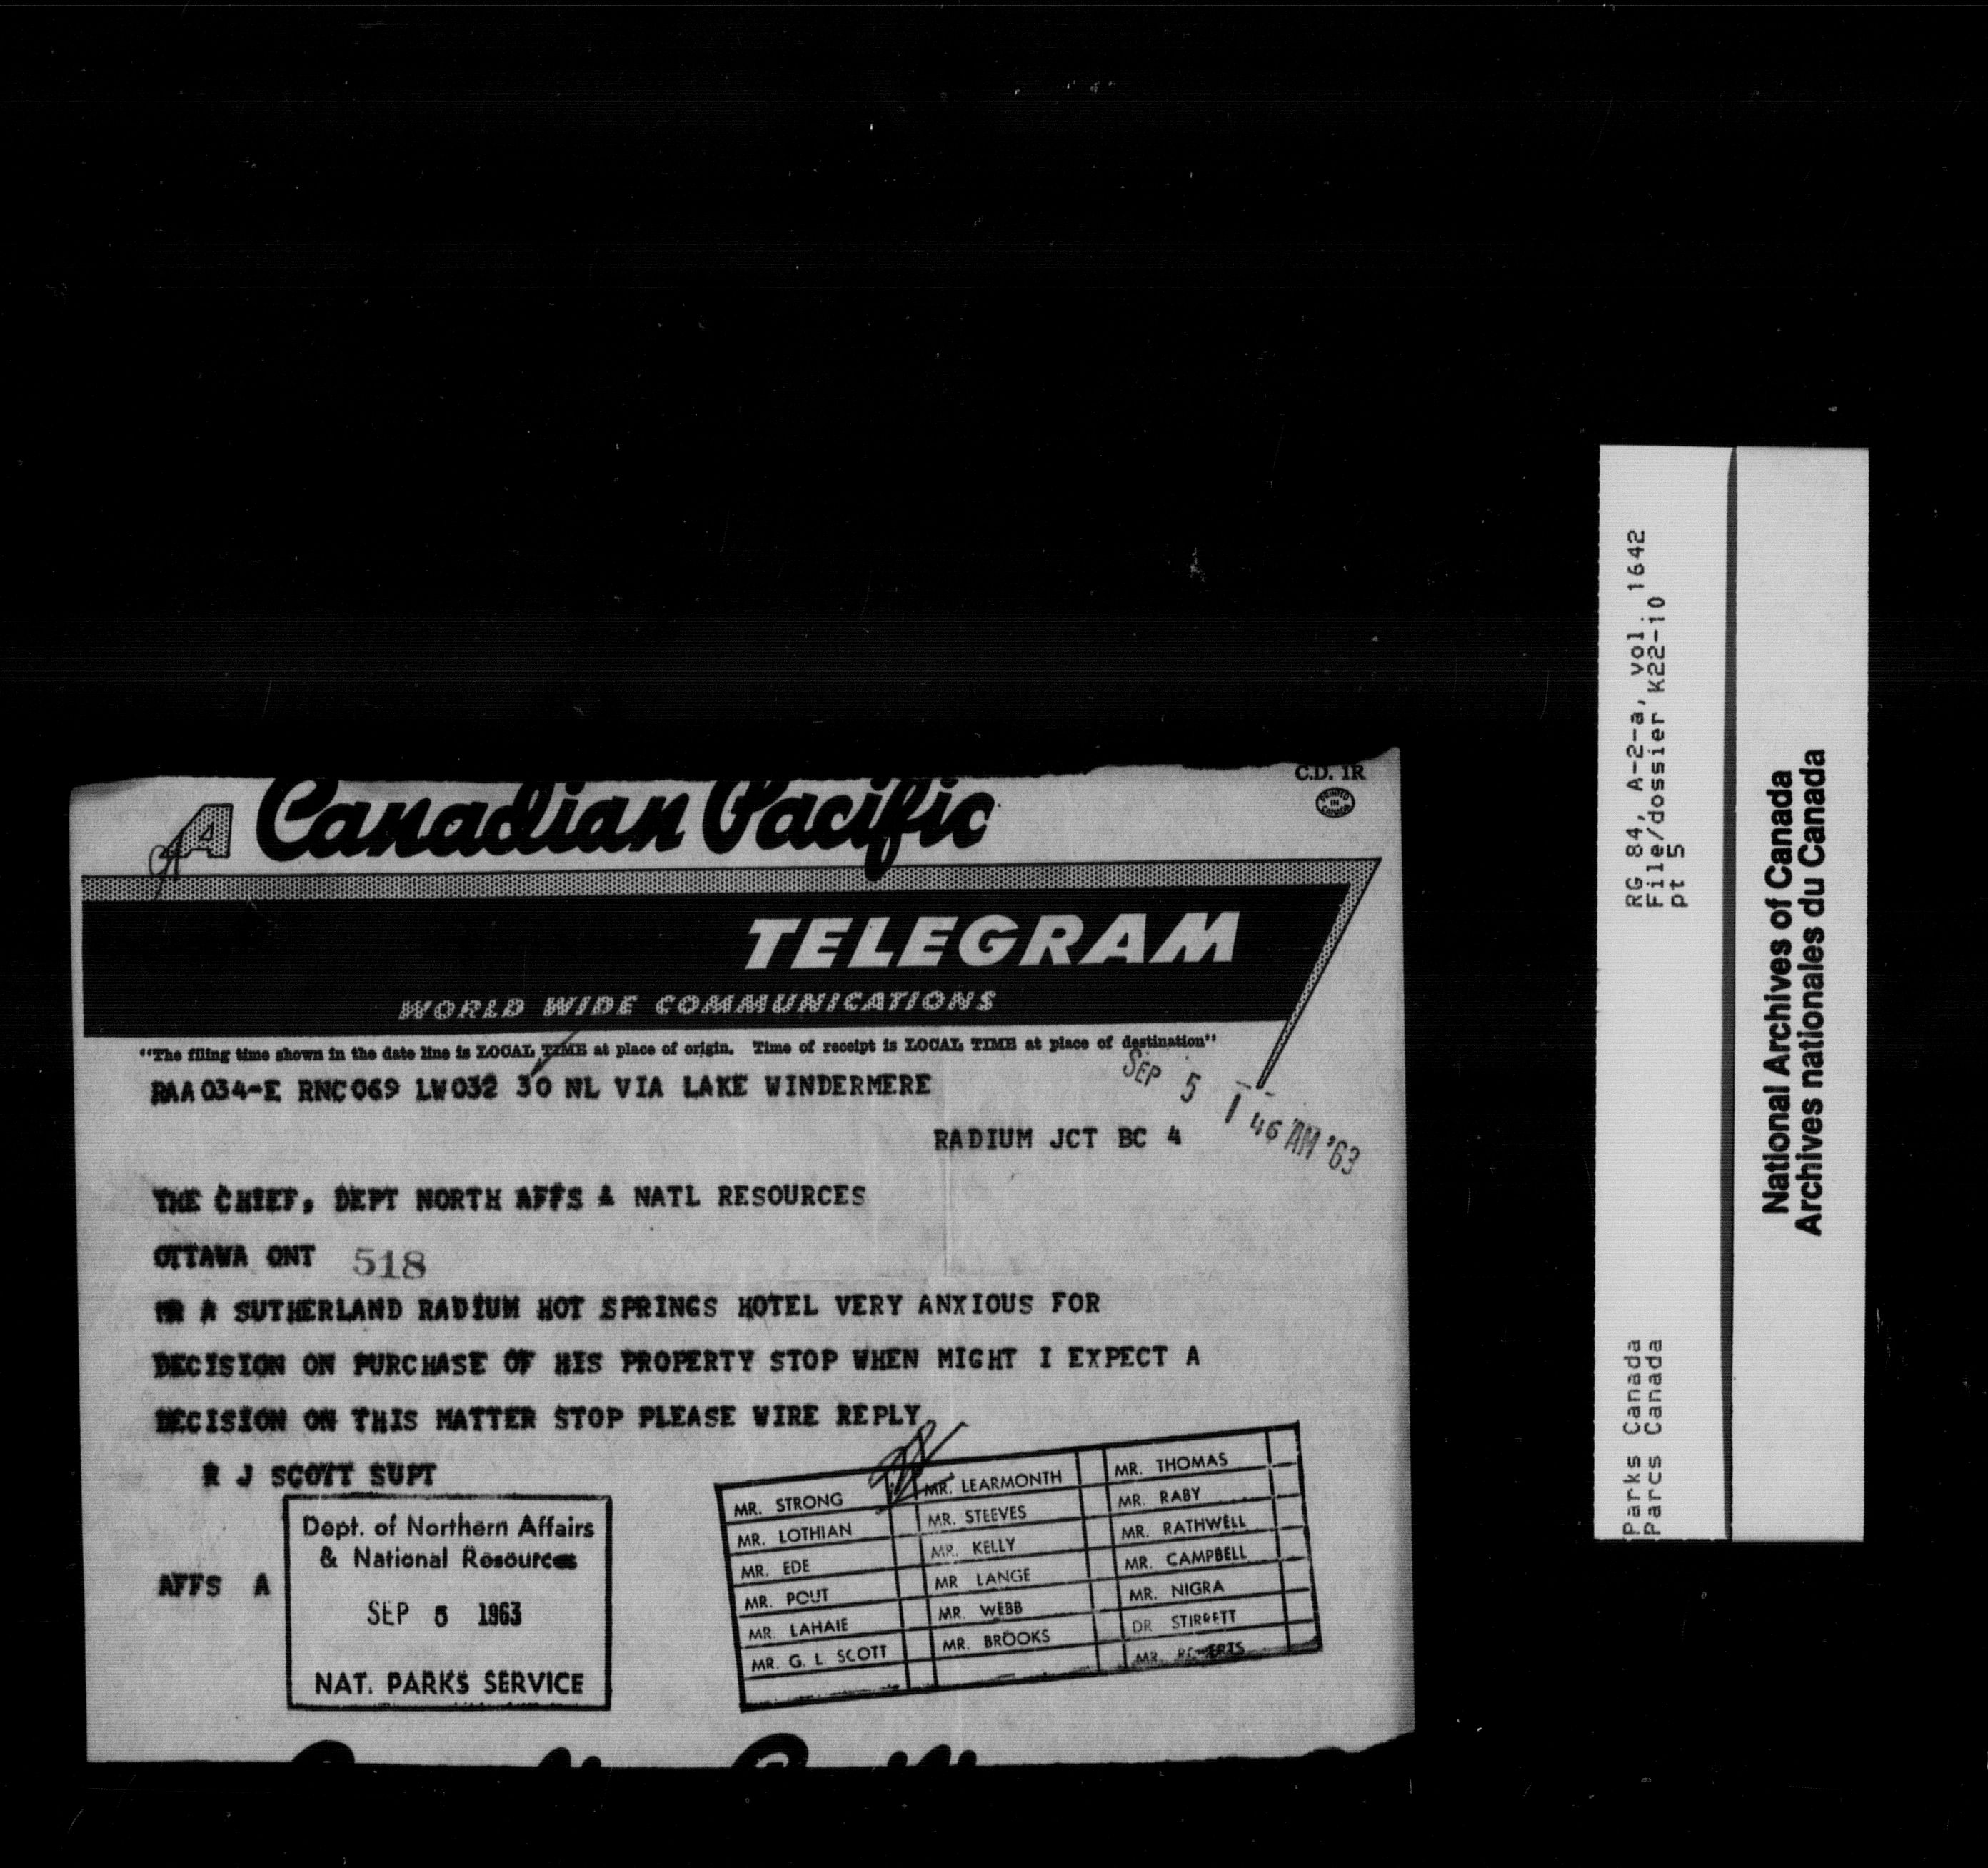 C.D. 1R
PRINTED IN CANADA
A Canadian Pacific
TELEGRAM
WORLD WIDE COMMUNICATIONS
"The filing time shown in the date line is LOCAL TIME at place of origin. Time of receipt is LOCAL TIME at place of destination"
RAA034-E RNC069 LW032 30 NL VIA LAKE WINDERMERE
SEP 5 1 46 AM '63
RADIUM JCT BC 4
THE CHIEF, DEPT NORTH AFFS & NATL RESOURCES
OTTAWA ONT 518
MR A SUTHERLAND RADIUM HOT SPRINGS HOTEL VERY ANXIOUS FOR
DECISION ON PURCHASE OF HIS PROPERTY STOP WHEN MIGHT I EXPECT A
DECISION ON THIS MATTER STOP PLEASE WIRE REPLY
R J SCOTT SUPT
AFFS A
Dept. of Northern Affairs
& National Resources
SEP 5 1963
NAT. PARKS SERVICE
MR. STRONG MR. LEARMONTH MR. THOMAS
MR. LOTHIAN MR. STEEVES MR. RABY
MR. EDE MR. KELLY MR. RATHWELL
MR. POUT MR LANGE MR. CAMPBELL
MR. LAHAIE MR. WEBB MR. NIGRA
MR. G. L SCOTT MR. BROOKS DR STIRRETT
MR.
RG 84, A-2-a, vol. 1642
File/dossier K22-10
pt 5
Parks Canada
Parcs Canada
National Archives of Canada
Archives nationales du Canada